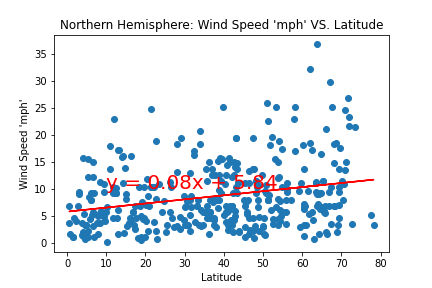 Northern Hemisphere: Wind Speed 'mph' VS. Latitude
Wind Speed 'mph'
35
30
25
20
15
10
5
0
y = 0.08x + 5.84
0 10 20 30 40 50 60 70 80
Latitude